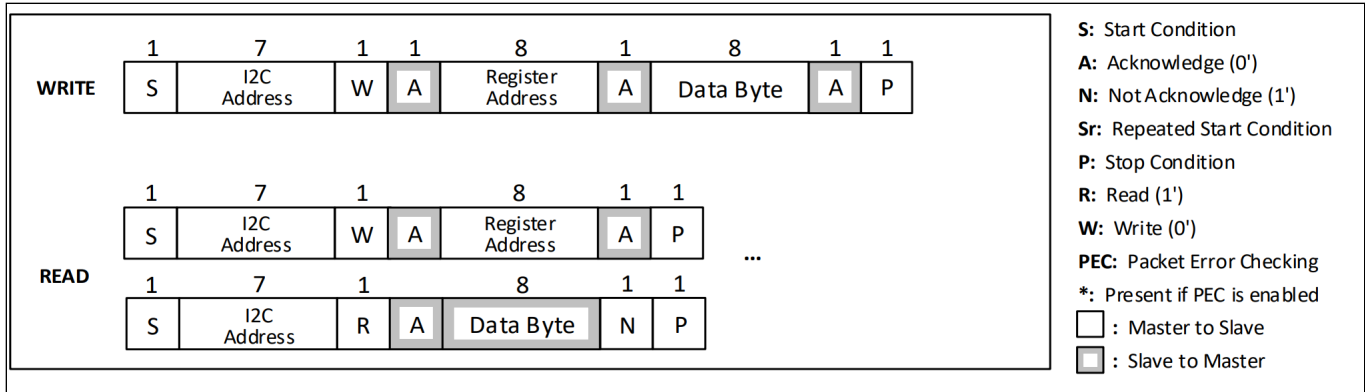 1 7 1 1 8 1 8 1 1
WRITE S I2C Address W A Register Address A Data Byte A P
1 7 1 8 1 1
S I2C Address W A Register Address A P ...
READ
1 7 1 8 1 1
S I2C Address R A Data Byte N P
S: Start Condition
A: Acknowledge (0')
N: Not Acknowledge (1')
Sr: Repeated Start Condition
P: Stop Condition
R: Read (1')
W: Write (0')
PEC: Packet Error Checking
*: Present if PEC is enabled
: Master to Slave
: Slave to Master